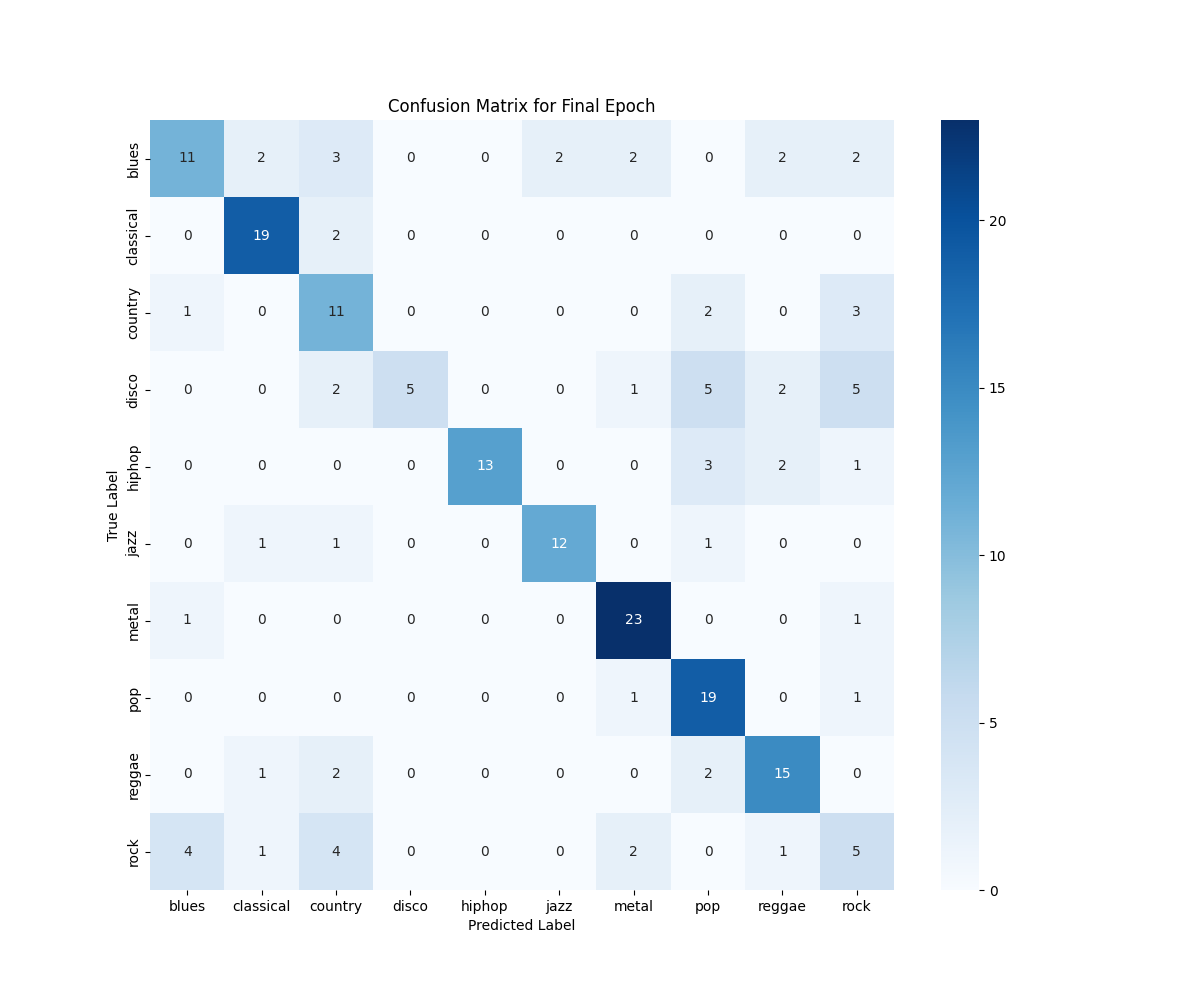 Confusion Matrix for Final Epoch
True Label
blues 11 2 3 0 0 2 2 0 2 2
classical 0 19 2 0 0 0 0 0 0 0
country 1 0 11 0 0 0 0 2 0 3
disco 0 0 2 5 0 0 1 5 2 5
hiphop 0 0 0 0 13 0 0 3 2 1
jazz 0 1 1 0 0 12 0 1 0 0
metal 1 0 0 0 0 0 23 0 0 1
pop 0 0 0 0 0 0 1 19 0 1
reggae 0 1 2 0 0 0 0 2 15 0
rock 4 1 4 0 0 0 2 0 1 5
blues classical country disco hiphop jazz metal pop reggae rock
Predicted Label
20
15
10
5
0